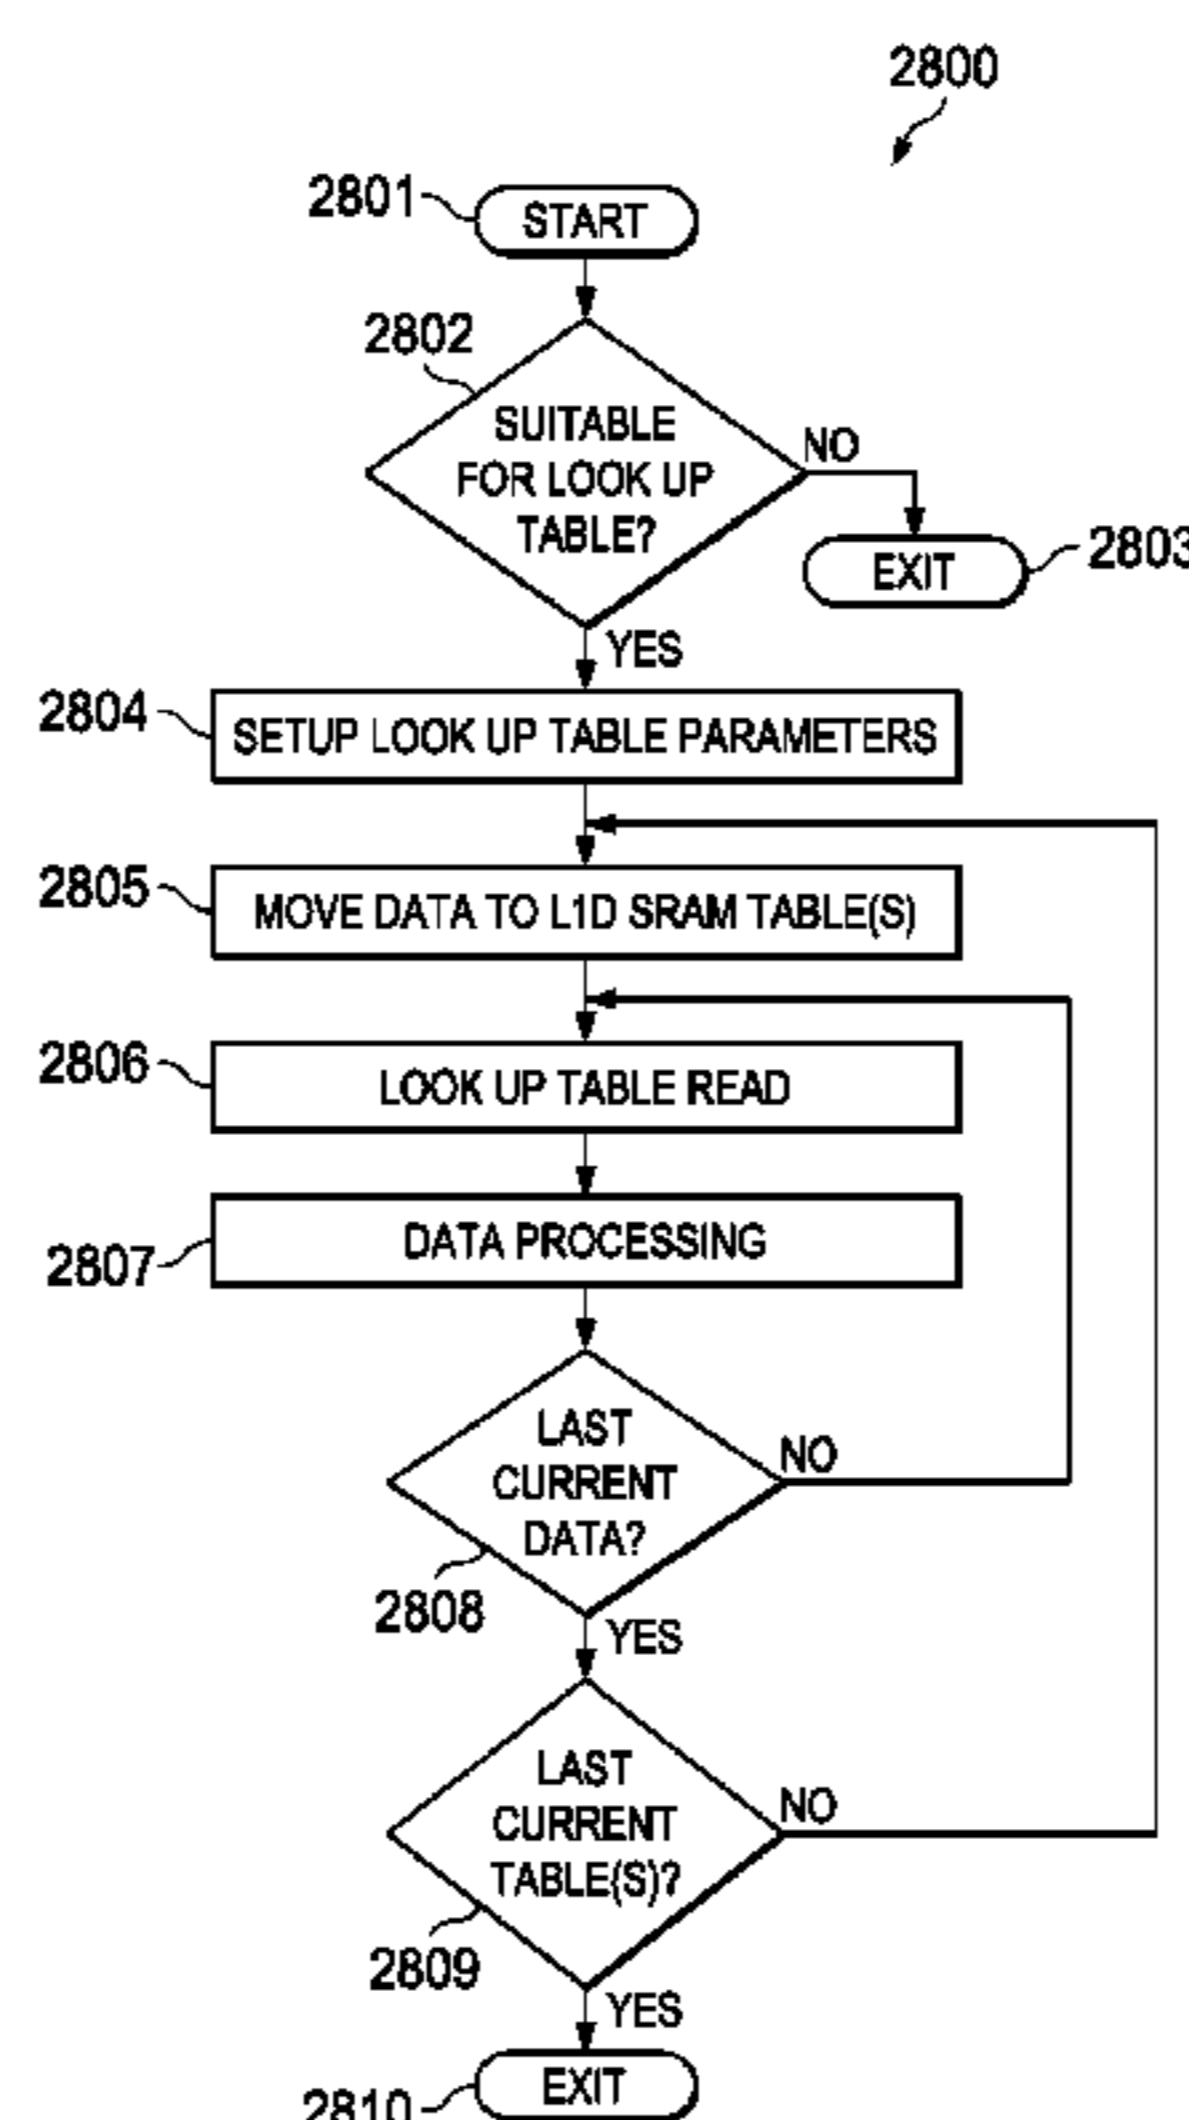 2800
2801
START
2802
SUITABLE
FOR LOOK UP
TABLE?
NO
EXIT
2803
YES
2804
SETUP LOOK UP TABLE PARAMETERS
2805
MOVE DATA TO L1D SRAM TABLE(S)
2806
LOOK UP TABLE READ
2807
DATA PROCESSING
LAST
CURRENT
DATA?
NO
2808
YES
LAST
CURRENT
TABLE(S)?
NO
2809
YES
EXIT
2810